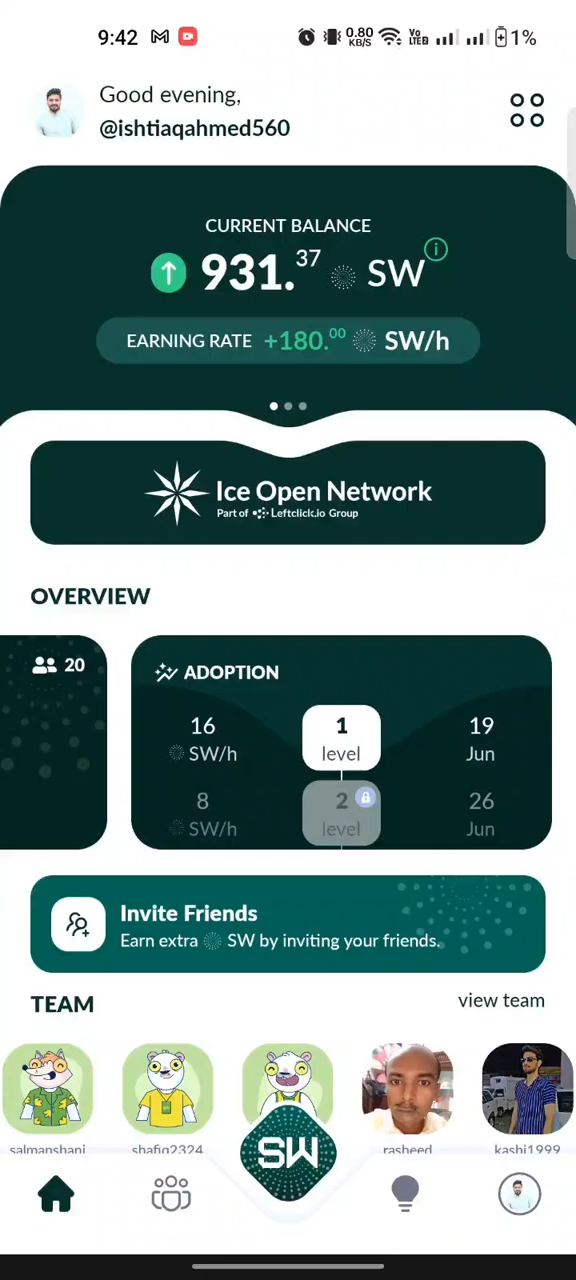 9:42
0.80 KB/S
Vo LTE
1%
Good evening,
@ishtiaqahmed560
CURRENT BALANCE
931.37 SW
EARNING RATE +180.00 SW/h
Ice Open Network
Part of Leftclick.io Group
OVERVIEW
20
ADOPTION
16 1 19
SW/h level Jun
8 2 26
SW/h level Jun
Invite Friends
Earn extra SW by inviting your friends.
TEAM view team
salmanshani shafiq2324 rasheed kashi1999
SW